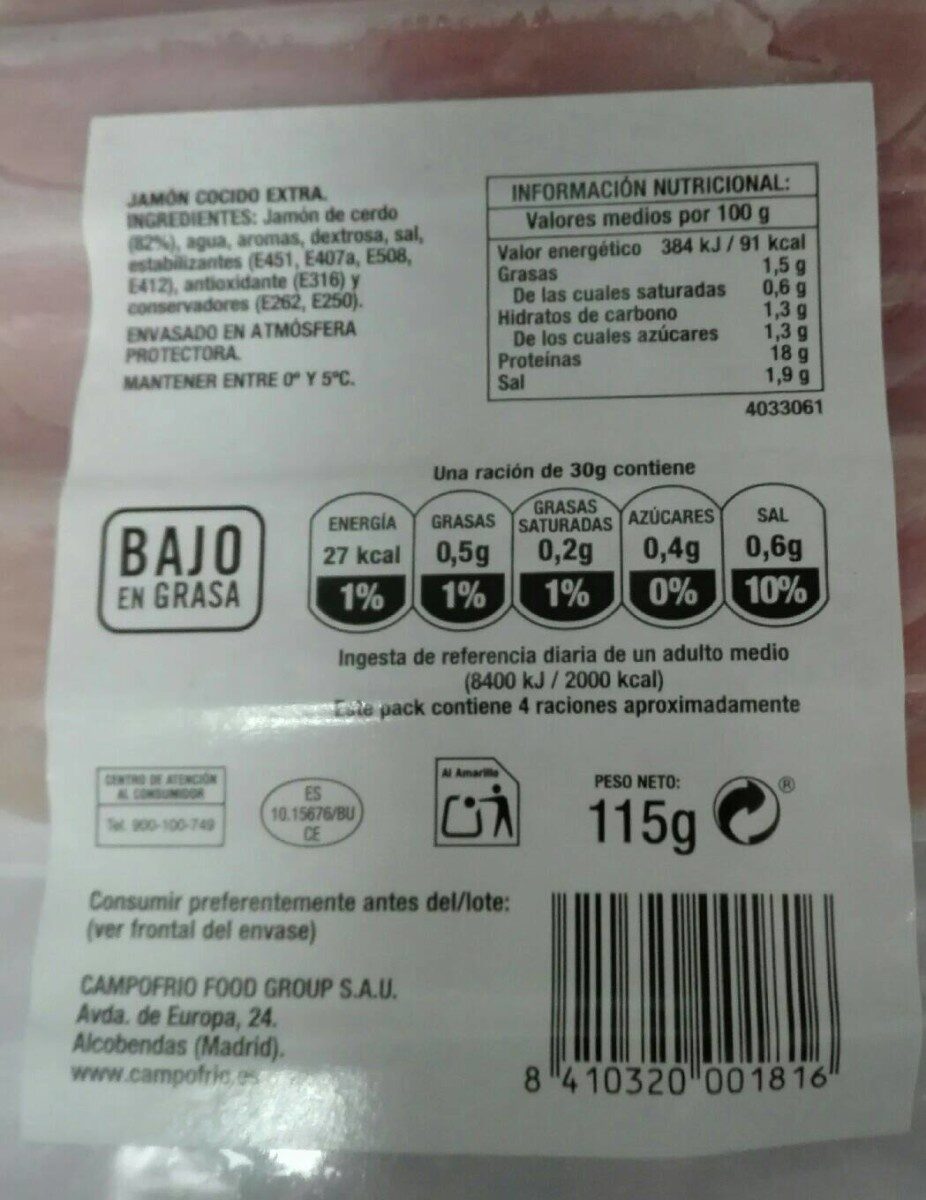 JAMÓN COCIDO EXTRA.
INGREDIENTES: Jamón de cerdo
(82%), agua, aromas, dextrosa, sal,
estabilizantes (E451, E407a, E508,
E412), antioxidante (E316) y
conservadores (E262, E250).
ENVASADO EN ATMÓSFERA
PROTECTORA.
MANTENER ENTRE 0º Y 5ºC.
INFORMACIÓN NUTRICIONAL:
Valores medios por 100 g
Valor energético 384 kJ / 91 kcal
Grasas 1,5 g
De las cuales saturadas 0,6 g
Hidratos de carbono 1,3 g
De los cuales azúcares 1,3 g
Proteínas 18 g
Sal 1,9 g
4033061
Una ración de 30g contiene
BAJO
EN GRASA
ENERGÍA
27 kcal
1%
GRASAS
0,5g
1%
GRASAS
SATURADAS
0,2g
1%
AZÚCARES
0,4g
0%
SAL
0,6g
10%
Ingesta de referencia diaria de un adulto medio
(8400 kJ / 2000 kcal)
Este pack contiene 4 raciones aproximadamente
CENTRO DE ATENCIÓN
AL CONSUMIDOR
Tel. 900-100-749
ES
10.15676/BU
CE
Al Amarillo
PESO NETO:
115g
®
Consumir preferentemente antes del/lote:
(ver frontal del envase)
CAMPOFRIO FOOD GROUP S.A.U.
Avda. de Europa, 24.
Alcobendas (Madrid).
www.campofrio.es
8 410320 001816